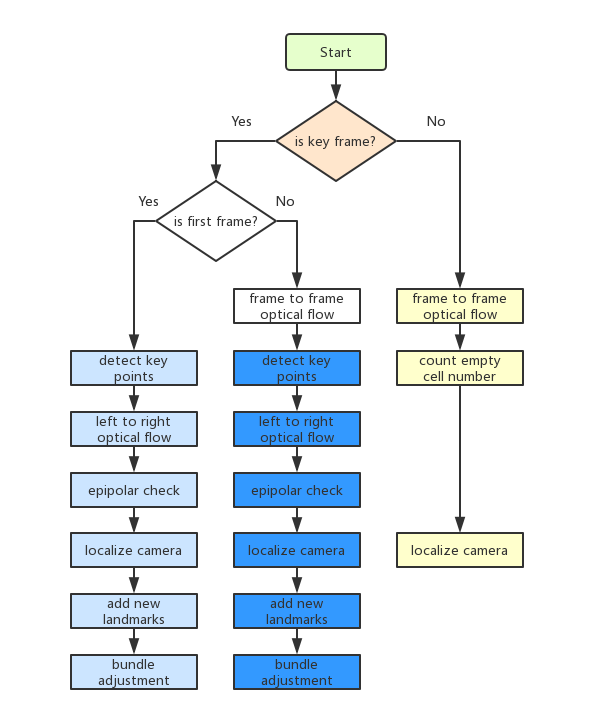 Start
Yes
No
is key frame?
Yes
No
is first frame?
frame to frame
optical flow
frame to frame
optical flow
detect key
points
detect key
points
count empty
cell number
left to right
optical flow
left to right
optical flow
epipolar check
epipolar check
localize camera
localize camera
localize camera
add new
landmarks
add new
landmarks
bundle
adjustment
bundle
adjustment